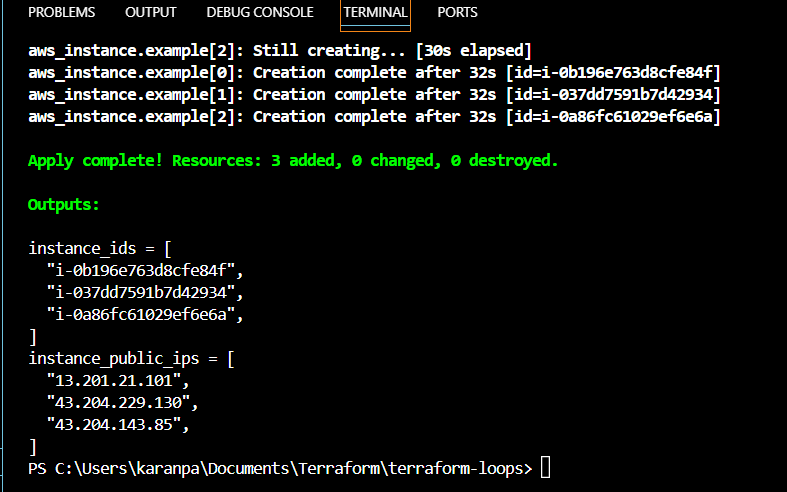 PROBLEMS OUTPUT DEBUG CONSOLE TERMINAL PORTS
aws_instance.example[2]: Still creating... [30s elapsed]
aws_instance.example[0]: Creation complete after 32s [id=i-0b196e763d8cfe84f]
aws_instance.example[1]: Creation complete after 32s [id=i-037dd7591b7d42934]
aws_instance.example[2]: Creation complete after 32s [id=i-0a86fc61029ef6e6a]
Apply complete! Resources: 3 added, 0 changed, 0 destroyed.
Outputs:
instance_ids = [
  "i-0b196e763d8cfe84f",
  "i-037dd7591b7d42934",
  "i-0a86fc61029ef6e6a",
]
instance_public_ips = [
  "13.201.21.101",
  "43.204.229.130",
  "43.204.143.85",
]
PS C:\Users\karanpa\Documents\Terraform\terraform-loops>